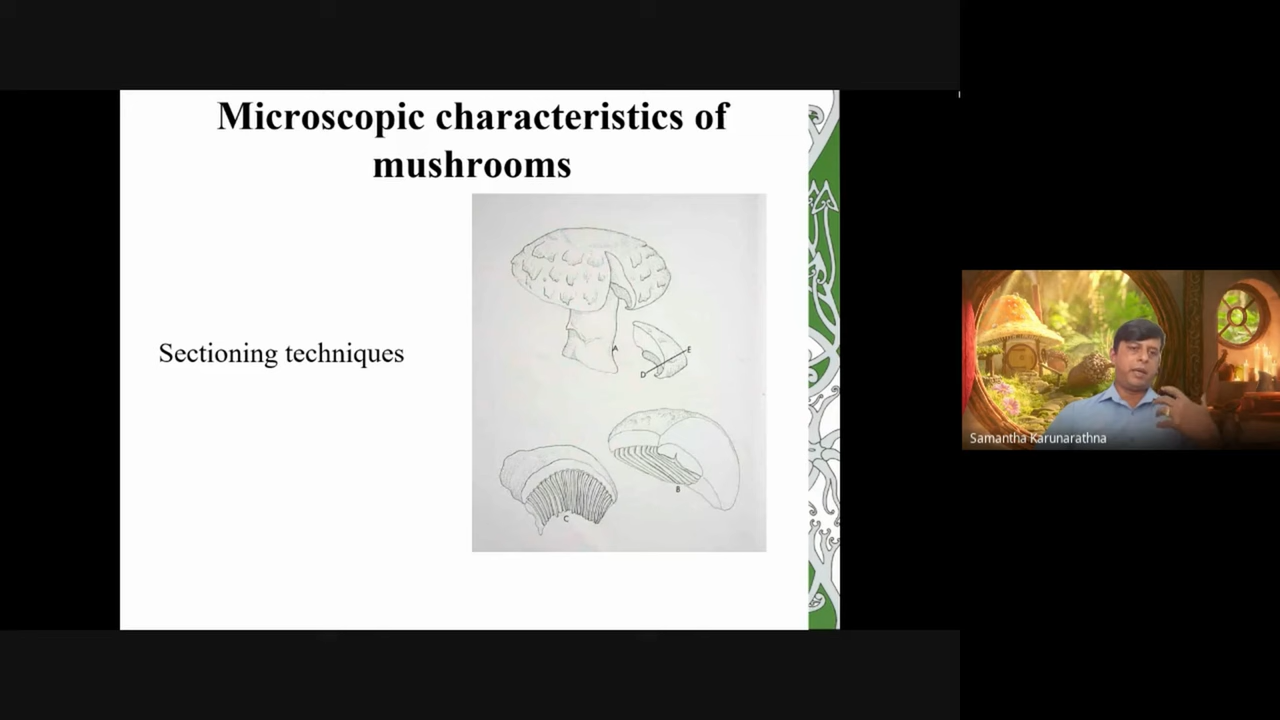 Microscopic characteristics of
mushrooms
Sectioning techniques
A
E
D
B
C
Samantha Karunarathna